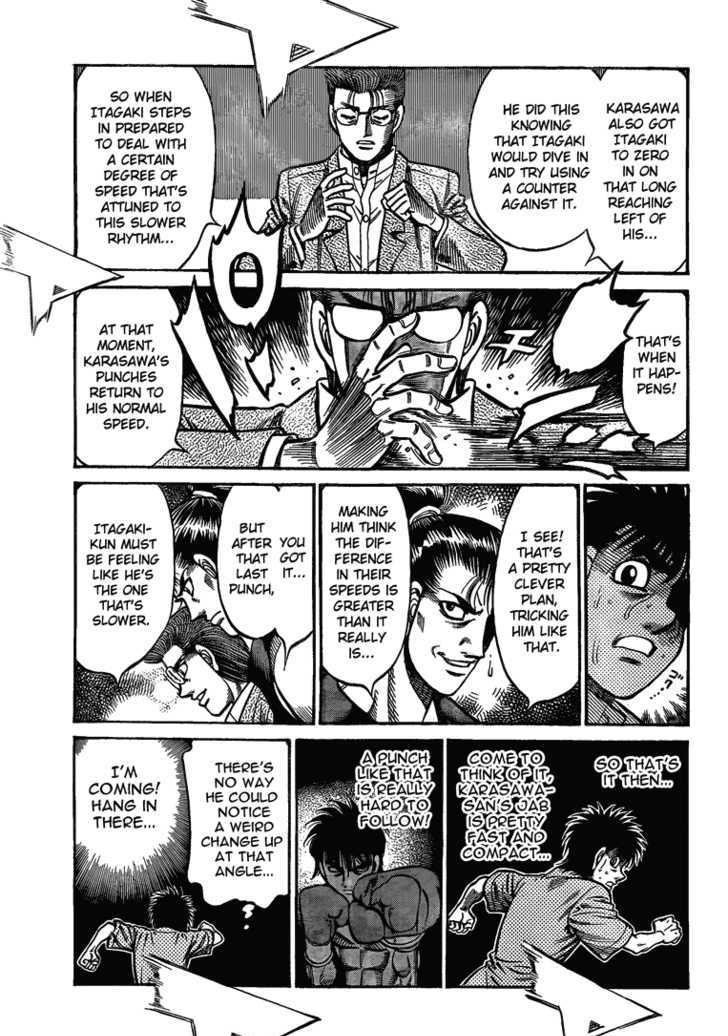 KARASAWA
ALSO GOT
ITAGAKI
TO ZERO
IN ON
THAT LONG
REACHING
LEFT OF
HIS...
HE DID THIS
KNOWING
THAT ITAGAKI
WOULD DIVE IN
AND TRY USING
A COUNTER
AGAINST IT.
SO WHEN
ITAGAKI STEPS
IN PREPARED
TO DEAL WITH
A CERTAIN
DEGREE OF
SPEED THAT'S
ATTUNED TO
THIS SLOWER
RHYTHM...
THAT'S
WHEN
IT HAP-
PENS!
AT THAT
MOMENT,
KARASAWA'S
PUNCHES
RETURN TO
HIS NORMAL
SPEED.
I SEE!
THAT'S
A PRETTY
CLEVER
PLAN,
TRICKING
HIM LIKE
THAT.
MAKING
HIM THINK
THE DIF-
FERENCE
IN THEIR
SPEEDS IS
GREATER
THAN IT
REALLY
IS...
YOU
GOT
IT...
BUT
AFTER
THAT
LAST
PUNCH,
ITAGAKI-
KUN MUST
BE FEELING
LIKE HE'S
THE ONE
THAT'S
SLOWER.
SO THAT'S
IT THEN...
COME TO
THINK OF IT,
KARASAWA-
SAN'S JAB
IS PRETTY
FAST AND
COMPACT...
A PUNCH
LIKE THAT
IS REALLY
HARD TO
FOLLOW!
THERE'S
NO WAY
HE COULD
NOTICE
A WEIRD
CHANGE UP
AT THAT
ANGLE...
I'M
COMING!
HANG IN
THERE...